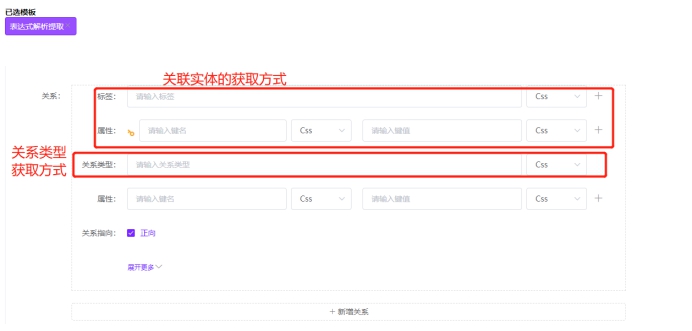 已选模板
表达式解析提取
关联实体的获取方式
关系：
标签：
请输入标签
Css
属性：
请输入键名
Css
请输入键值
Css
关系类型
获取方式
关系类型：
请输入关系类型
Css
属性：
请输入键名
Css
请输入键值
Css
关系指向：
正向
展开更多
+ 新增关系